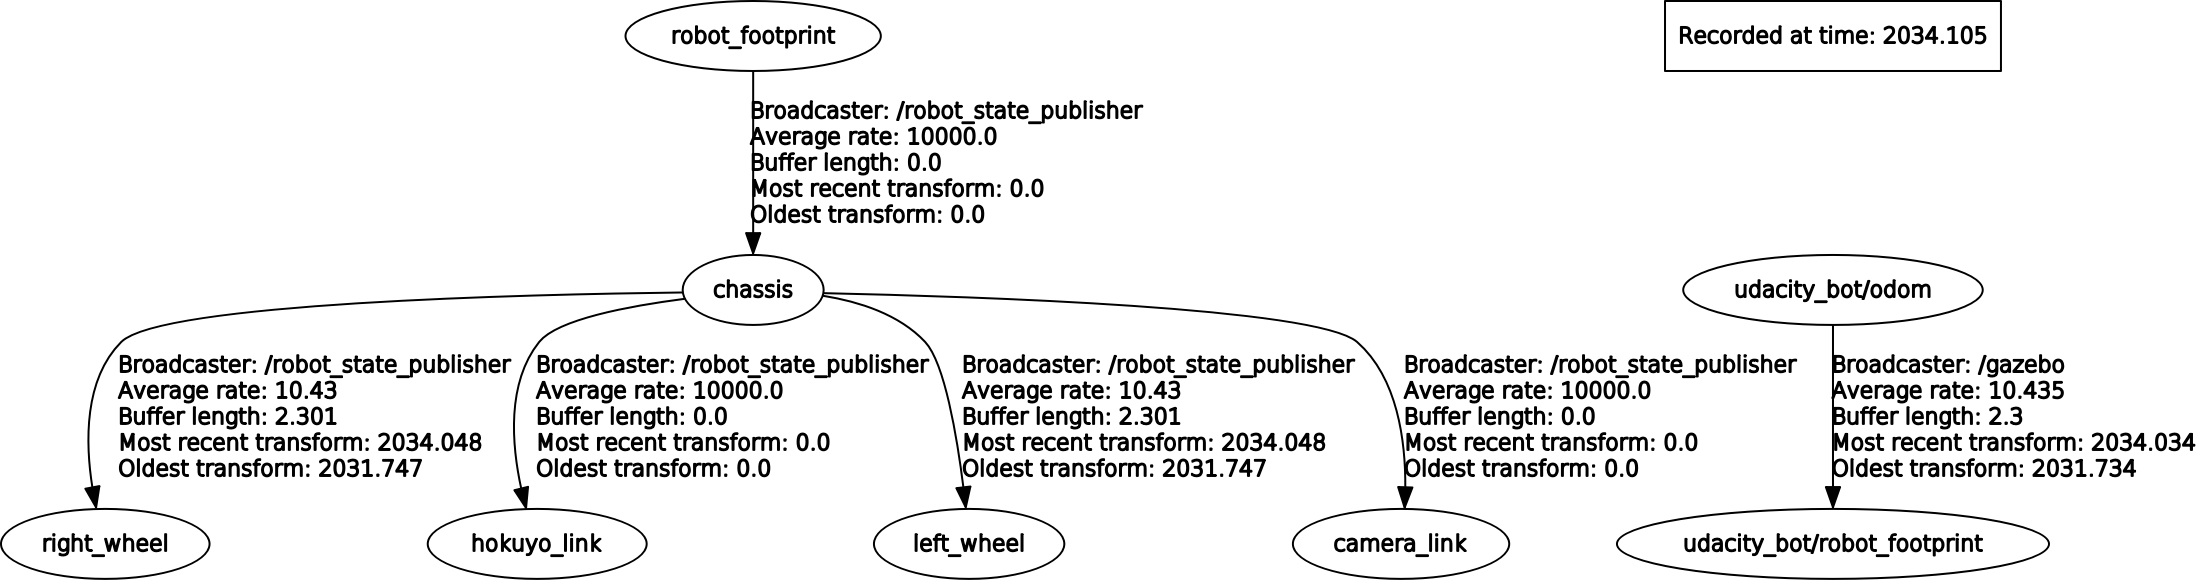 robot_footprint
Recorded at time: 2034.105
Broadcaster: /robot_state_publisher
Average rate: 10000.0
Buffer length: 0.0
Most recent transform: 0.0
Oldest transform: 0.0
chassis
udacity_bot/odom
Broadcaster: /robot_state_publisher
Average rate: 10.43
Buffer length: 2.301
Most recent transform: 2034.048
Oldest transform: 2031.747
Broadcaster: /robot_state_publisher
Average rate: 10000.0
Buffer length: 0.0
Most recent transform: 0.0
Oldest transform: 0.0
Broadcaster: /robot_state_publisher
Average rate: 10.43
Buffer length: 2.301
Most recent transform: 2034.048
Oldest transform: 2031.747
Broadcaster: /robot_state_publisher
Average rate: 10000.0
Buffer length: 0.0
Most recent transform: 0.0
Oldest transform: 0.0
Broadcaster: /gazebo
Average rate: 10.435
Buffer length: 2.3
Most recent transform: 2034.034
Oldest transform: 2031.734
right_wheel
hokuyo_link
left_wheel
camera_link
udacity_bot/robot_footprint